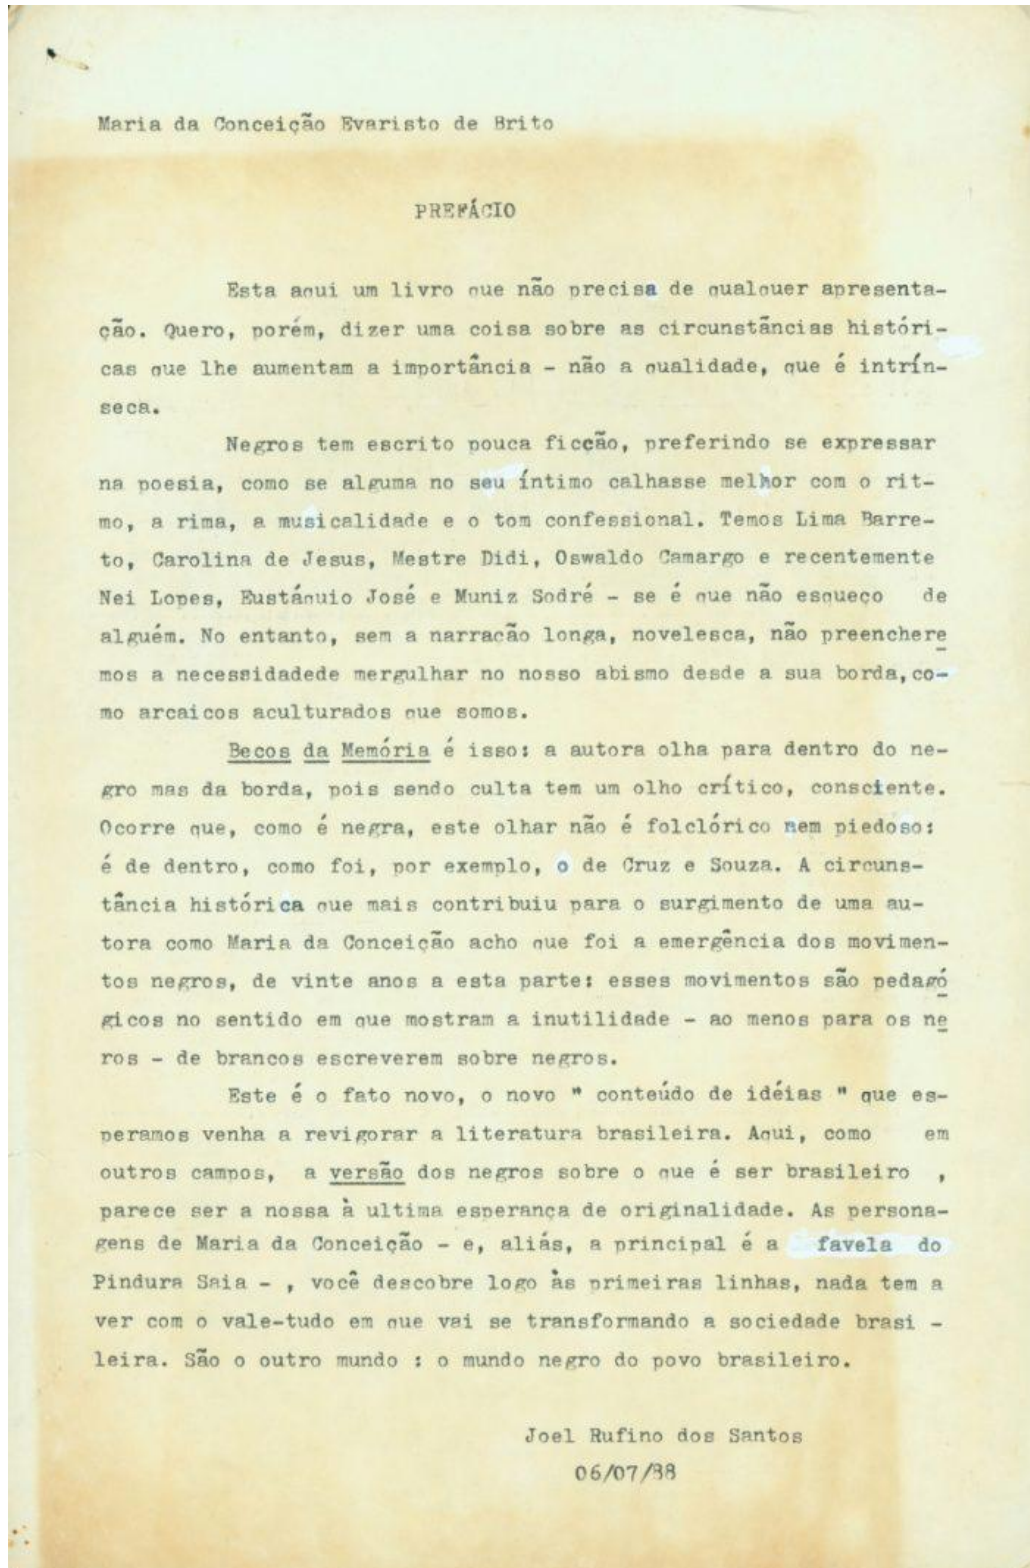 Maria da Conceição Evaristo de Brito
PREFÁCIO
Esta aqui um livro que não precisa de qualquer apresenta-
ção. Quero, porém, dizer uma coisa sobre as circunstâncias históri-
cas que lhe aumentam a importância - não a qualidade, que é intrín-
seca.
Negros tem escrito pouca ficção, preferindo se expressar
na poesia, como se alguma no seu íntimo calhasse melhor com o rit-
mo, a rima, a musicalidade e o tom confessional. Temos Lima Barre-
to, Carolina de Jesus, Mestre Didi, Oswaldo Camargo e recentemente
Nei Lopes, Eustáquio José e Muniz Sodré - se é que não esqueço de
alguém. No entanto, sem a narracão longa, novelesca, não preenchere
mos a necessidadede mergulhar no nosso abismo desde a sua borda,co-
mo arcaicos aculturados que somos.
Becos da Memória é isso: a autora olha para dentro do ne-
gro mas da borda, pois sendo culta tem um olho crítico, consciente.
Ocorre que, como é negra, este olhar não é folclórico nem piedoso:
é de dentro, como foi, por exemplo, o de Cruz e Souza. A circuns-
tância histórica que mais contribuiu para o surgimento de uma au-
tora como Maria da Conceição acho que foi a emergência dos movimen-
tos negros, de vinte anos a esta parte: esses movimentos são pedagó
gicos no sentido em que mostram a inutilidade - ao menos para os ne
ros - de brancos escreverem sobre negros.
Este é o fato novo, o novo " conteúdo de idéias " que es-
peramos venha a revigorar a literatura brasileira. Aqui, como em
outros campos, a versão dos negros sobre o que é ser brasileiro ,
parece ser a nossa à ultima esperança de originalidade. As persona-
gens de Maria da Conceição - e, aliás, a principal é a favela do
Pindura Saia - , você descobre logo às primeiras linhas, nada tem a
ver com o vale-tudo em que vai se transformando a sociedade brasi -
leira. São o outro mundo : o mundo negro do povo brasileiro.
Joel Rufino dos Santos
06/07/88